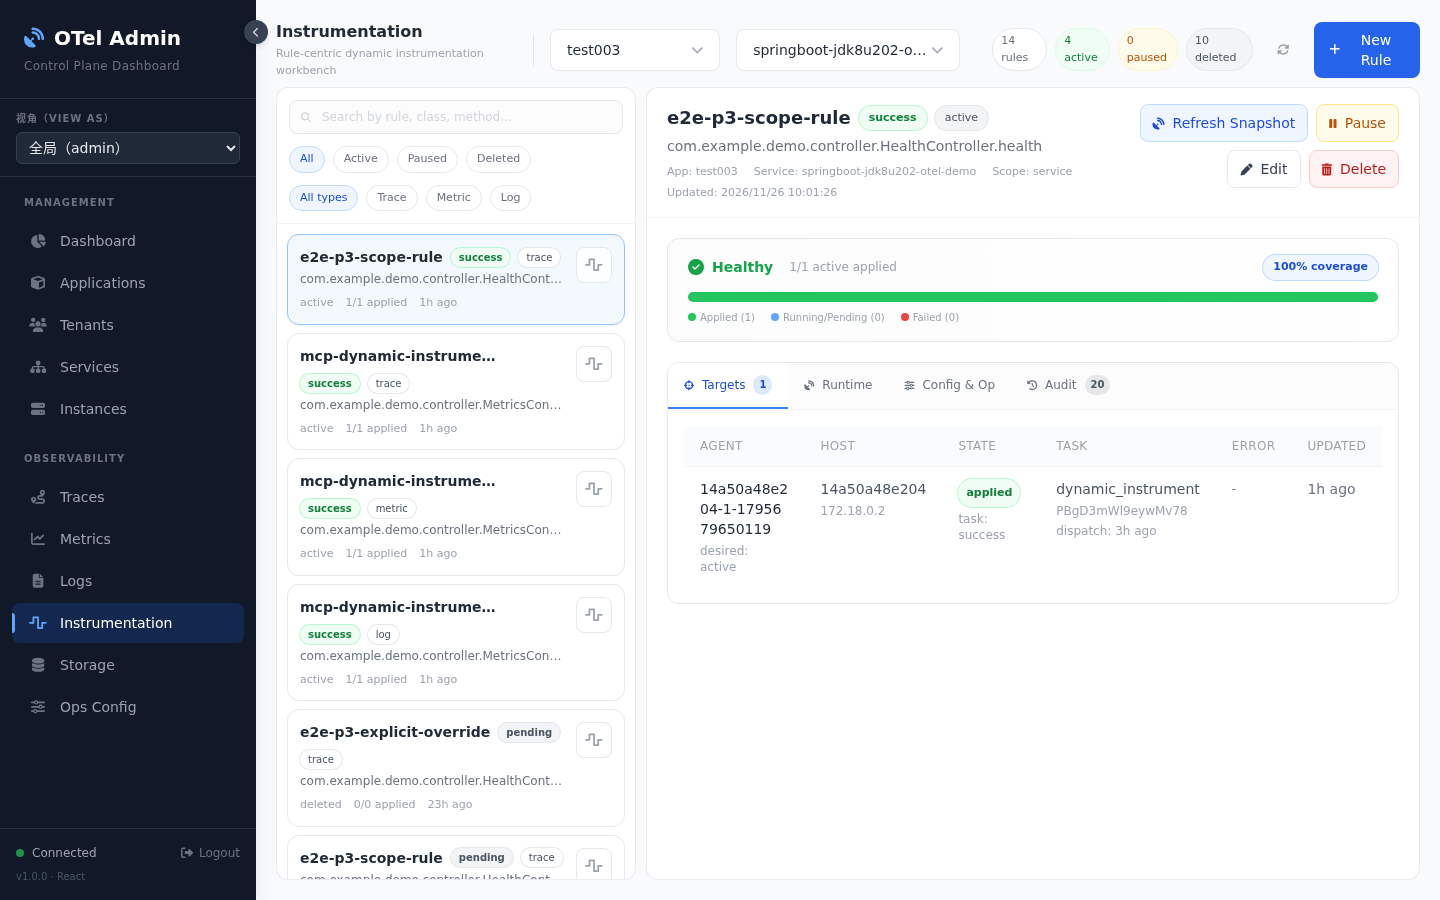 OTel Admin
Control Plane Dashboard
视角（VIEW AS）
全局（admin）
MANAGEMENT
Dashboard
Applications
Tenants
Services
Instances
OBSERVABILITY
Traces
Metrics
Logs
Instrumentation
Storage
Ops Config
Connected
Logout
v1.0.0 · React
Instrumentation
Rule-centric dynamic instrumentation
workbench
test003
springboot-jdk8u202-o...
14
rules
4
active
0
paused
10
deleted
New
Rule
Search by rule, class, method...
All Active Paused Deleted
All types Trace Metric Log
e2e-p3-scope-rule success trace
com.example.demo.controller.HealthCont...
active 1/1 applied 1h ago
mcp-dynamic-instrume...
success trace
com.example.demo.controller.MetricsCon...
active 1/1 applied 1h ago
mcp-dynamic-instrume...
success metric
com.example.demo.controller.MetricsCon...
active 1/1 applied 1h ago
mcp-dynamic-instrume...
success log
com.example.demo.controller.MetricsCon...
active 1/1 applied 1h ago
e2e-p3-explicit-override pending
trace
com.example.demo.controller.HealthCont...
deleted 0/0 applied 23h ago
e2e-p3-scope-rule pending trace
com.example.demo.controller.HealthCont...
e2e-p3-scope-rule success active
com.example.demo.controller.HealthController.health
App: test003 Service: springboot-jdk8u202-otel-demo Scope: service
Updated: 2026/11/26 10:01:26
Refresh Snapshot Pause
Edit Delete
Healthy 1/1 active applied 100% coverage
Applied (1) Running/Pending (0) Failed (0)
Targets 1 Runtime Config & Op Audit 20
AGENT HOST STATE TASK ERROR UPDATED
14a50a48e2
04-1-17956
79650119
desired:
active
14a50a48e204
172.18.0.2
applied
task:
success
dynamic_instrument
PBgD3mWl9eywMv78
dispatch: 3h ago
-
1h ago